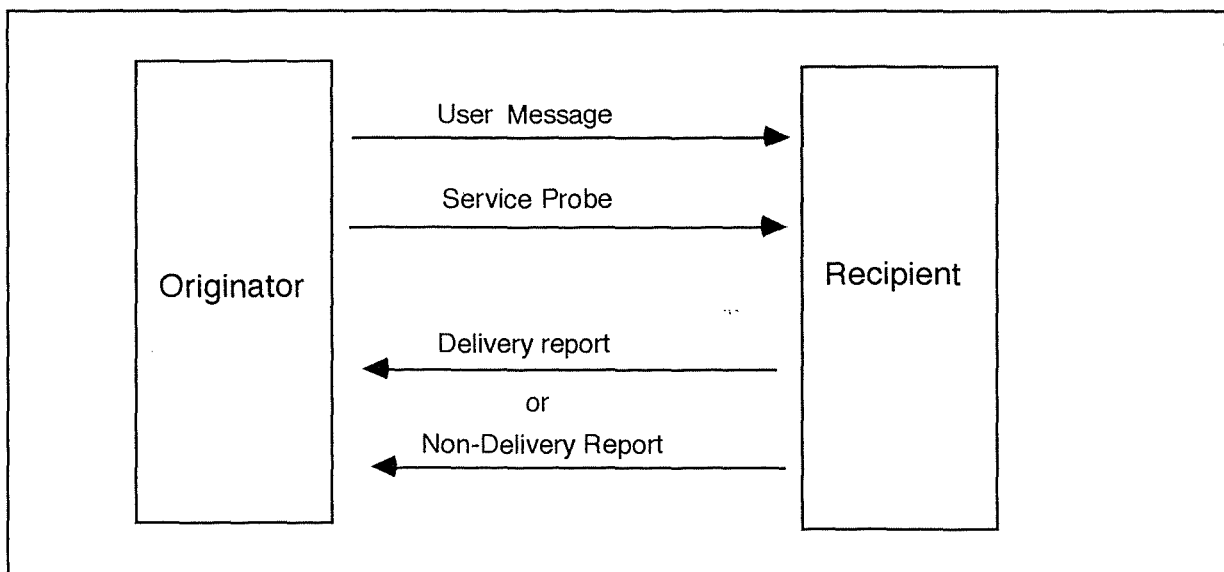 User Message
Service Probe
Originator
Recipient
Delivery report
or
Non-Delivery Report